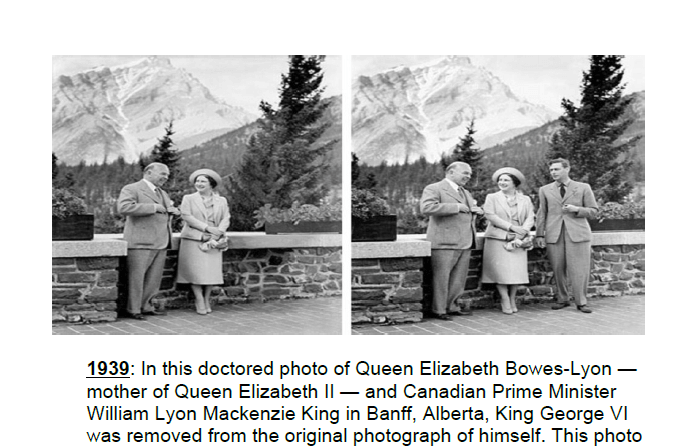 1939: In this doctored photo of Queen Elizabeth Bowes-Lyon —
mother of Queen Elizabeth II — and Canadian Prime Minister
William Lyon Mackenzie King in Banff, Alberta, King George VI
was removed from the original photograph of himself. This photo